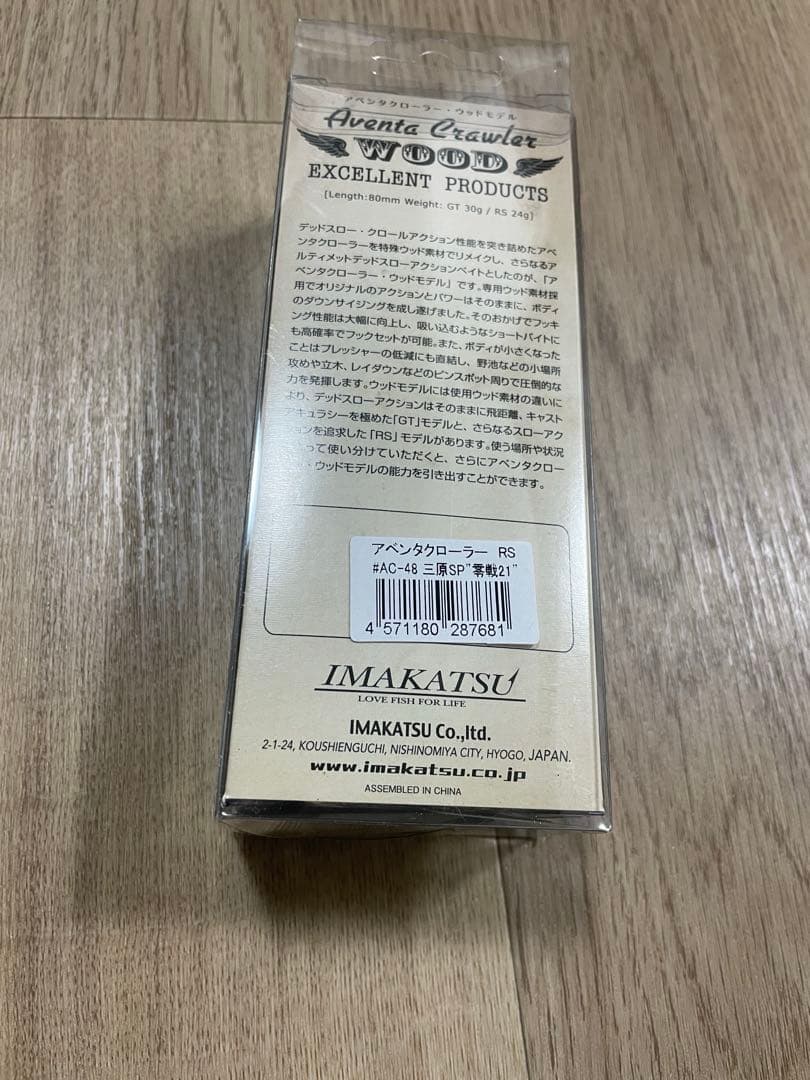 アベンタクローラー・ウッドモデル
Aventa Crawler
WOOD
EXCELLENT PRODUCTS
[Length:80mm Weight: GT 30g / RS 24g]
デッドスロー・クロールアクション性能を突き詰めたアベ
ンタクローラーを特殊ウッド素材でリメイクし、さらなるア
ルティメットデッドスローアクションベイトとしたのが、「ア
ベンタクローラー・ウッドモデル」です。専用ウッド素材採
用でオリジナルのアクションとパワーはそのままに、ボディ
のダウンサイジングを成し遂げました。そのおかげでフッキ
ング性能は大幅に向上し、吸い込むようなショートバイトに
も高確率でフックセットが可能。また、ボディが小さくなった
ことはプレッシャーの低減にも直結し、野池などの小場所
攻めや立木、レイダウンなどのピンスポット周りで圧倒的な
力を発揮します。ウッドモデルには使用ウッド素材の違いに
より、デッドスローアクションはそのままに飛距離、キャスト
キュラシーを極めた「GT」モデルと、さらなるスローアク
ョンを追求した「RS」モデルがあります。使う場所や状況
って使い分けていただくと、さらにアベンタクロー
・ウッドモデルの能力を引き出すことができます。
アベンタクローラー RS
#AC-48 三原SP"零戦21"
4 571180 287681
IMAKATSU
LOVE FISH FOR LIFE
IMAKATSU Co.,ltd.
2-1-24, KOUSHIENGUCHI, NISHINOMIYA CITY, HYOGO, JAPAN.
www.imakatsu.co.jp
ASSEMBLED IN CHINA